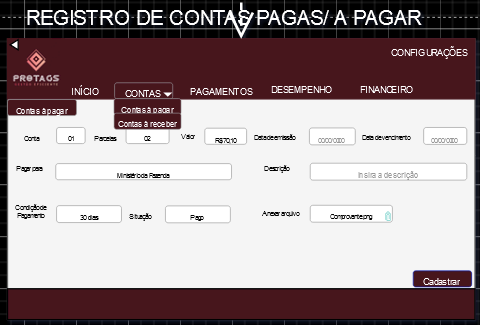 REGISTRO DE CONTAS PAGAS/ A PAGAR
CONFIGURAÇÕES
PROTAGS
INÍCIO CONTAS PAGAMENTOS DESEMPENHO FINANCEIRO
Contas à pagar
Contas à pagar
Contas à receber
Conta 01 Parcelas 02 Valor R$70,10 Data de emissão 00/00/0000 Data de vencimento 00/00/0000
Pagar para Ministério da Fazenda Descrição Insira a descrição
Condição de Pagamento 30 dias Situação Pago Anexar arquivo Comprovante.png
Cadastrar